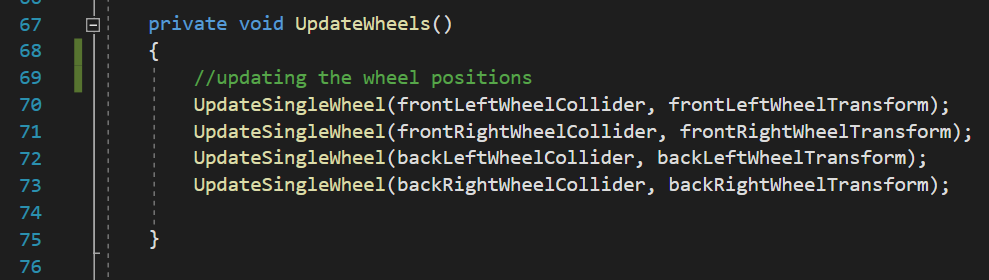 67 private void UpdateWheels()
68 {
69 //updating the wheel positions
70 UpdateSingleWheel(frontLeftWheelCollider, frontLeftWheelTransform);
71 UpdateSingleWheel(frontRightWheelCollider, frontRightWheelTransform);
72 UpdateSingleWheel(backLeftWheelCollider, backLeftWheelTransform);
73 UpdateSingleWheel(backRightWheelCollider, backRightWheelTransform);
74
75 }
76